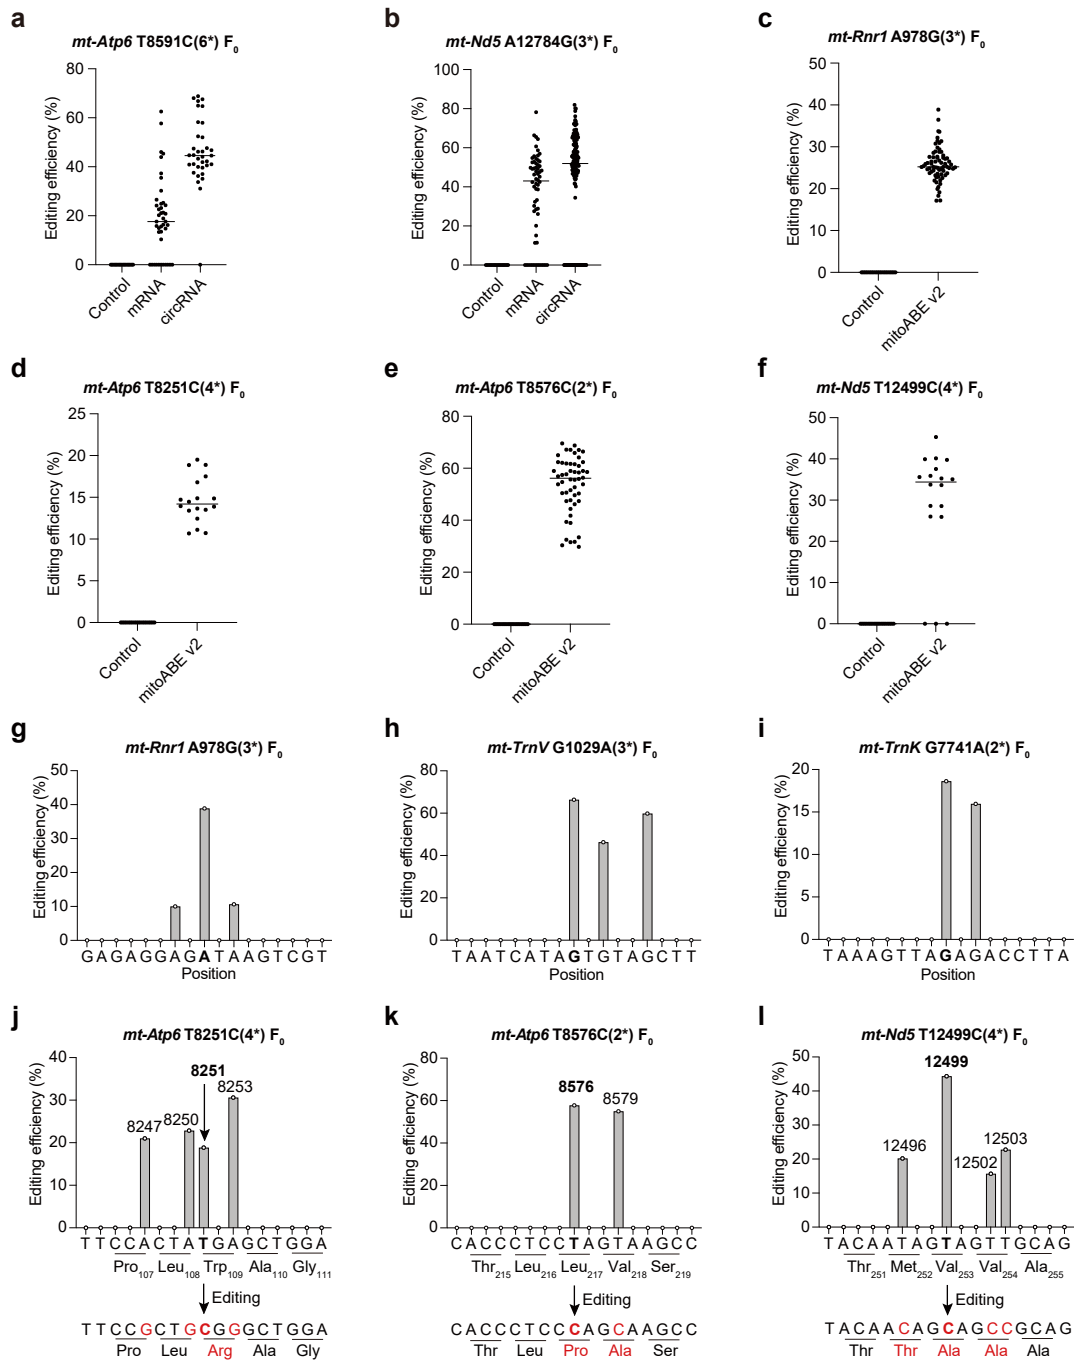 a
mt-Atp6 T8591C(6*) F0
Editing efficiency (%)
80
60
40
20
0
Control
mRNA
circRNA
b
mt-Nd5 A12784G(3*) F0
Editing efficiency (%)
100
80
60
40
20
0
Control
mRNA
circRNA
c
mt-Rnr1 A978G(3*) F0
Editing efficiency (%)
50
40
30
20
10
0
Control
mitoABE v2
d
mt-Atp6 T8251C(4*) F0
Editing efficiency (%)
25
20
15
10
5
0
Control
mitoABE v2
e
mt-Atp6 T8576C(2*) F0
Editing efficiency (%)
80
60
40
20
0
Control
mitoABE v2
f
mt-Nd5 T12499C(4*) F0
Editing efficiency (%)
50
40
30
20
10
0
Control
mitoABE v2
g
mt-Rnr1 A978G(3*) F0
Editing efficiency (%)
50
40
30
20
10
0
G A G A G G A G A T A A G T C G T
Position
h
mt-TrnV G1029A(3*) F0
Editing efficiency (%)
80
60
40
20
0
T A A T C A T A G T G T A G C T T
Position
i
mt-TrnK G7741A(2*) F0
Editing efficiency (%)
20
15
10
5
0
T A A A G T T A G A G A C C T T A
Position
j
mt-Atp6 T8251C(4*) F0
Editing efficiency (%)
40
30
20
10
0
8247
8250
8251
8253
T T C C A C T A T G A G C T G G A
Pro107 Leu108 Trp109 Ala110 Gly111
Editing
T T C C G C T G C G G G C T G G A
Pro Leu Arg Ala Gly
k
mt-Atp6 T8576C(2*) F0
Editing efficiency (%)
80
60
40
20
0
8576
8579
C A C C C T C C T A G T A A G C C
Thr215 Leu216 Leu217 Val218 Ser219
Editing
C A C C C T C C C A G C A A G C C
Thr Leu Pro Ala Ser
l
mt-Nd5 T12499C(4*) F0
Editing efficiency (%)
50
40
30
20
10
0
12496
12499
12502
12503
T A C A A T A G T A G T T G C A G
Thr251 Met252 Val253 Val254 Ala255
Editing
T A C A A C A G C A G C C G C A G
Thr Thr Ala Ala Ala